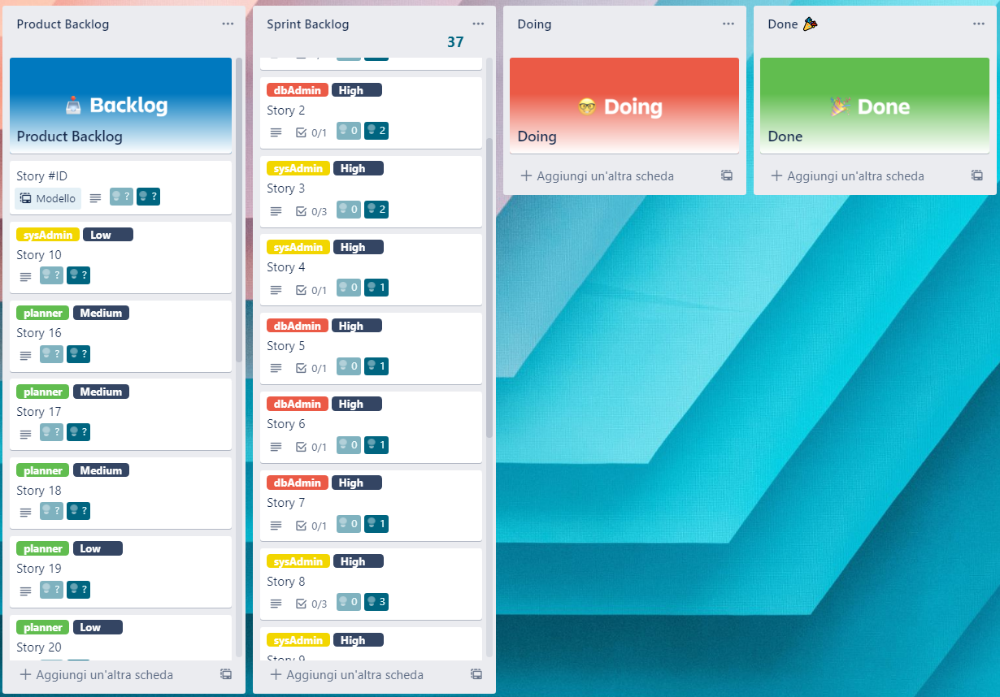 Product Backlog
Backlog
Product Backlog
Story #ID
Modello ? ?
sysAdmin Low
Story 10
? ?
planner Medium
Story 16
? ?
planner Medium
Story 17
? ?
planner Medium
Story 18
? ?
planner Low
Story 19
? ?
planner Low
Story 20
+ Aggiungi un'altra scheda
Sprint Backlog
37
dbAdmin High
Story 2
0/1 0 2
sysAdmin High
Story 3
0/3 0 2
sysAdmin High
Story 4
0/1 0 1
dbAdmin High
Story 5
0/1 0 1
dbAdmin High
Story 6
0/1 0 1
dbAdmin High
Story 7
0/1 0 1
sysAdmin High
Story 8
0/3 0 3
sysAdmin High
Story 9
+ Aggiungi un'altra scheda
Doing
Doing
Doing
+ Aggiungi un'altra scheda
Done
Done
Done
+ Aggiungi un'altra scheda